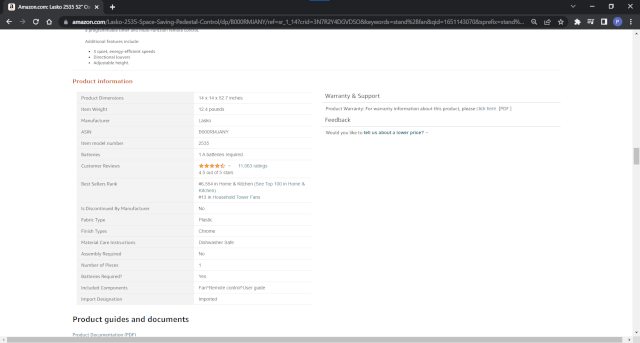 Amazon.com: Lasko 2535 52" O
amazon.com/Lasko-2535-Space-Saving-Pedestal-Control/dp/B000RMJANY/ref=sr_1_14?crid=3N7R2Y4DGVDSO&keywords=stand%28fan&qid=1651143070&sprefix=stand%...
3 programmable timer and multi-function remote control.
Additional features include:
• 3 quiet, energy-efficient speeds
• Directional louvers
• Adjustable height.
Product information
Product Dimensions 14 x 14 x 52.7 inches
Item Weight 12.4 pounds
Manufacturer Lasko
ASIN B000RMJANY
Item model number 2535
Batteries 1 A batteries required.
Customer Reviews 11,003 ratings
4.5 out of 5 stars
Best Sellers Rank #6,554 in Home & Kitchen (See Top 100 in Home &
Kitchen)
#15 in Household Tower Fans
Is Discontinued By Manufacturer No
Fabric Type Plastic
Finish Types Chrome
Material Care Instructions Dishwasher Safe
Assembly Required No
Number of Pieces 1
Batteries Required? Yes
Included Components Fan*Remote control*User guide
Import Designation Imported
Warranty & Support
Product Warranty: For warranty information about this product, please click here. [PDF ]
Feedback
Would you like to tell us about a lower price?
Product guides and documents
Product Documentation (PDF)